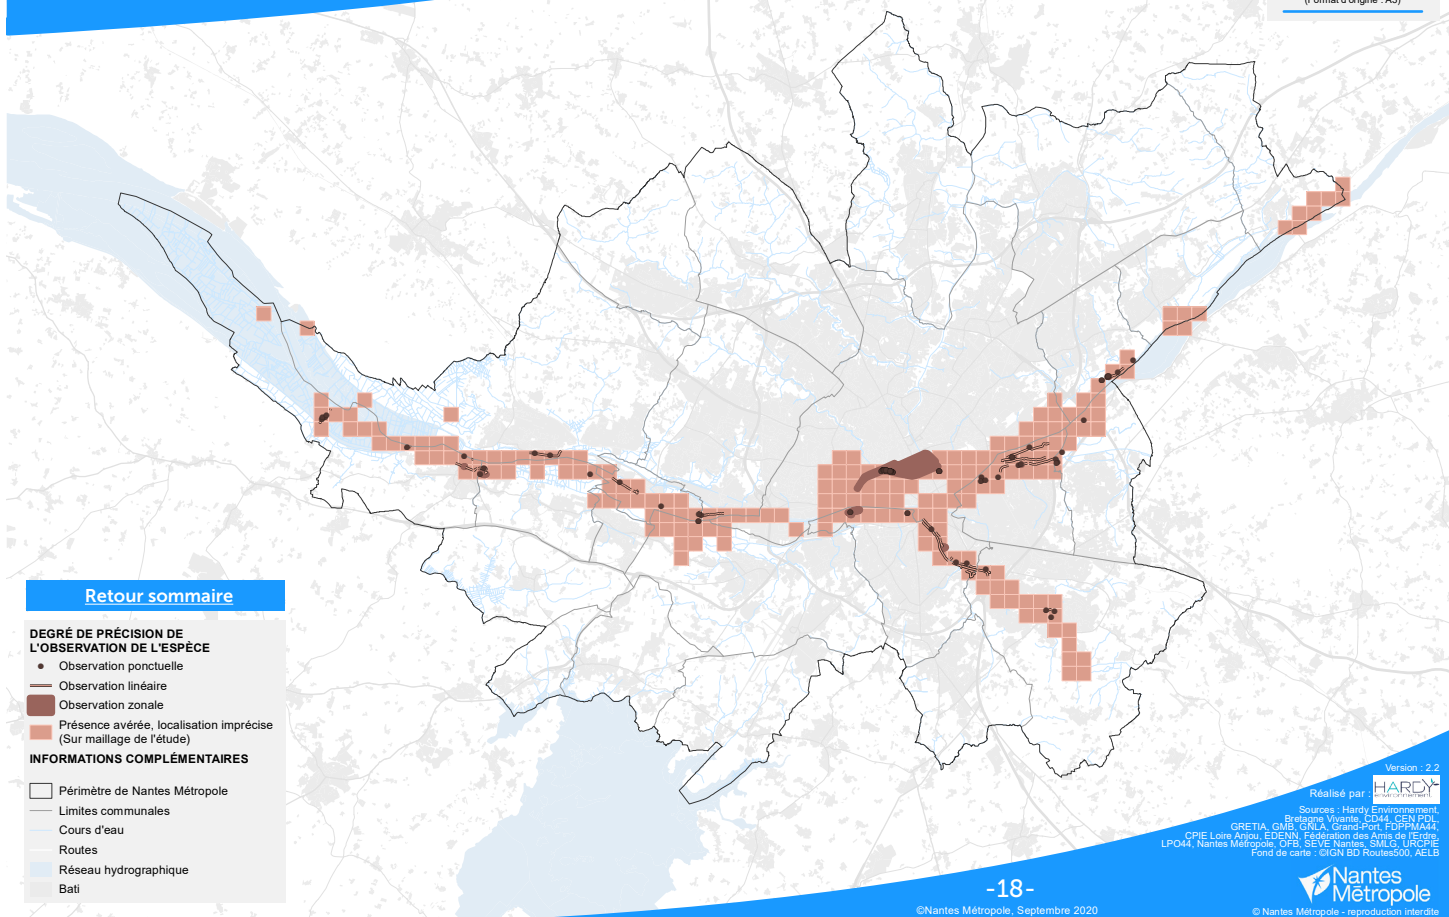 (Format d'origine : A3)
Retour sommaire
DEGRÉ DE PRÉCISION DE
L'OBSERVATION DE L'ESPÈCE
Observation ponctuelle
Observation linéaire
Observation zonale
Présence avérée, localisation imprécise
(Sur maillage de l'étude)
INFORMATIONS COMPLÉMENTAIRES
Périmètre de Nantes Métropole
Limites communales
Cours d'eau
Routes
Réseau hydrographique
Bati
Version : 2.2
Réalisé par :
HARDY
environnement
Sources : Hardy Environnement,
Bretagne Vivante, CD44, CEN PDL,
GRETIA, GMB, GNLA, Grand-Port, FDPPMA44,
CPIE Loire Anjou, EDENN, Fédération des Amis de l'Erdre,
LPO44, Nantes Métropole, OFB, SEVE Nantes, SMLG, URCPIE
Fond de carte : ©IGN BD Routes500, AELB
-18-
©Nantes Métropole, Septembre 2020
Nantes
Métropole
© Nantes Métropole - reproduction interdite